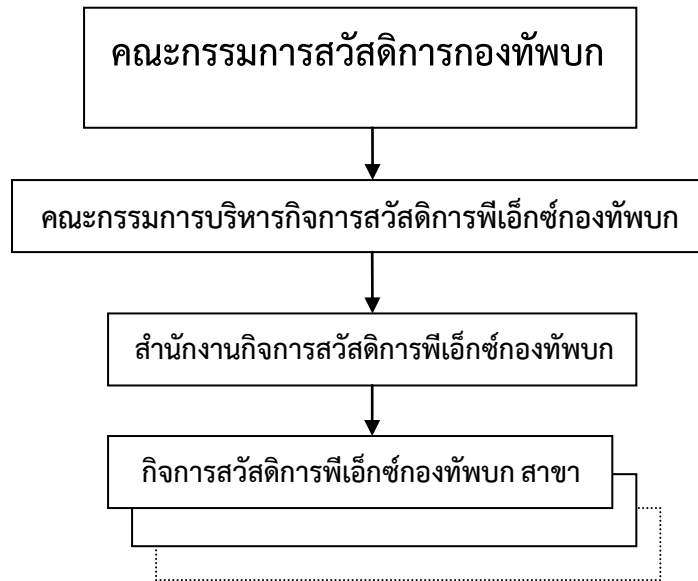 คณะกรรมการสวัสดิการกองทัพบก
คณะกรรมการบริหารกิจการสวัสดิการพีเอ็กซ์กองทัพบก
สำนักงานกิจการสวัสดิการพีเอ็กซ์กองทัพบก
กิจการสวัสดิการพีเอ็กซ์กองทัพบก สาขา